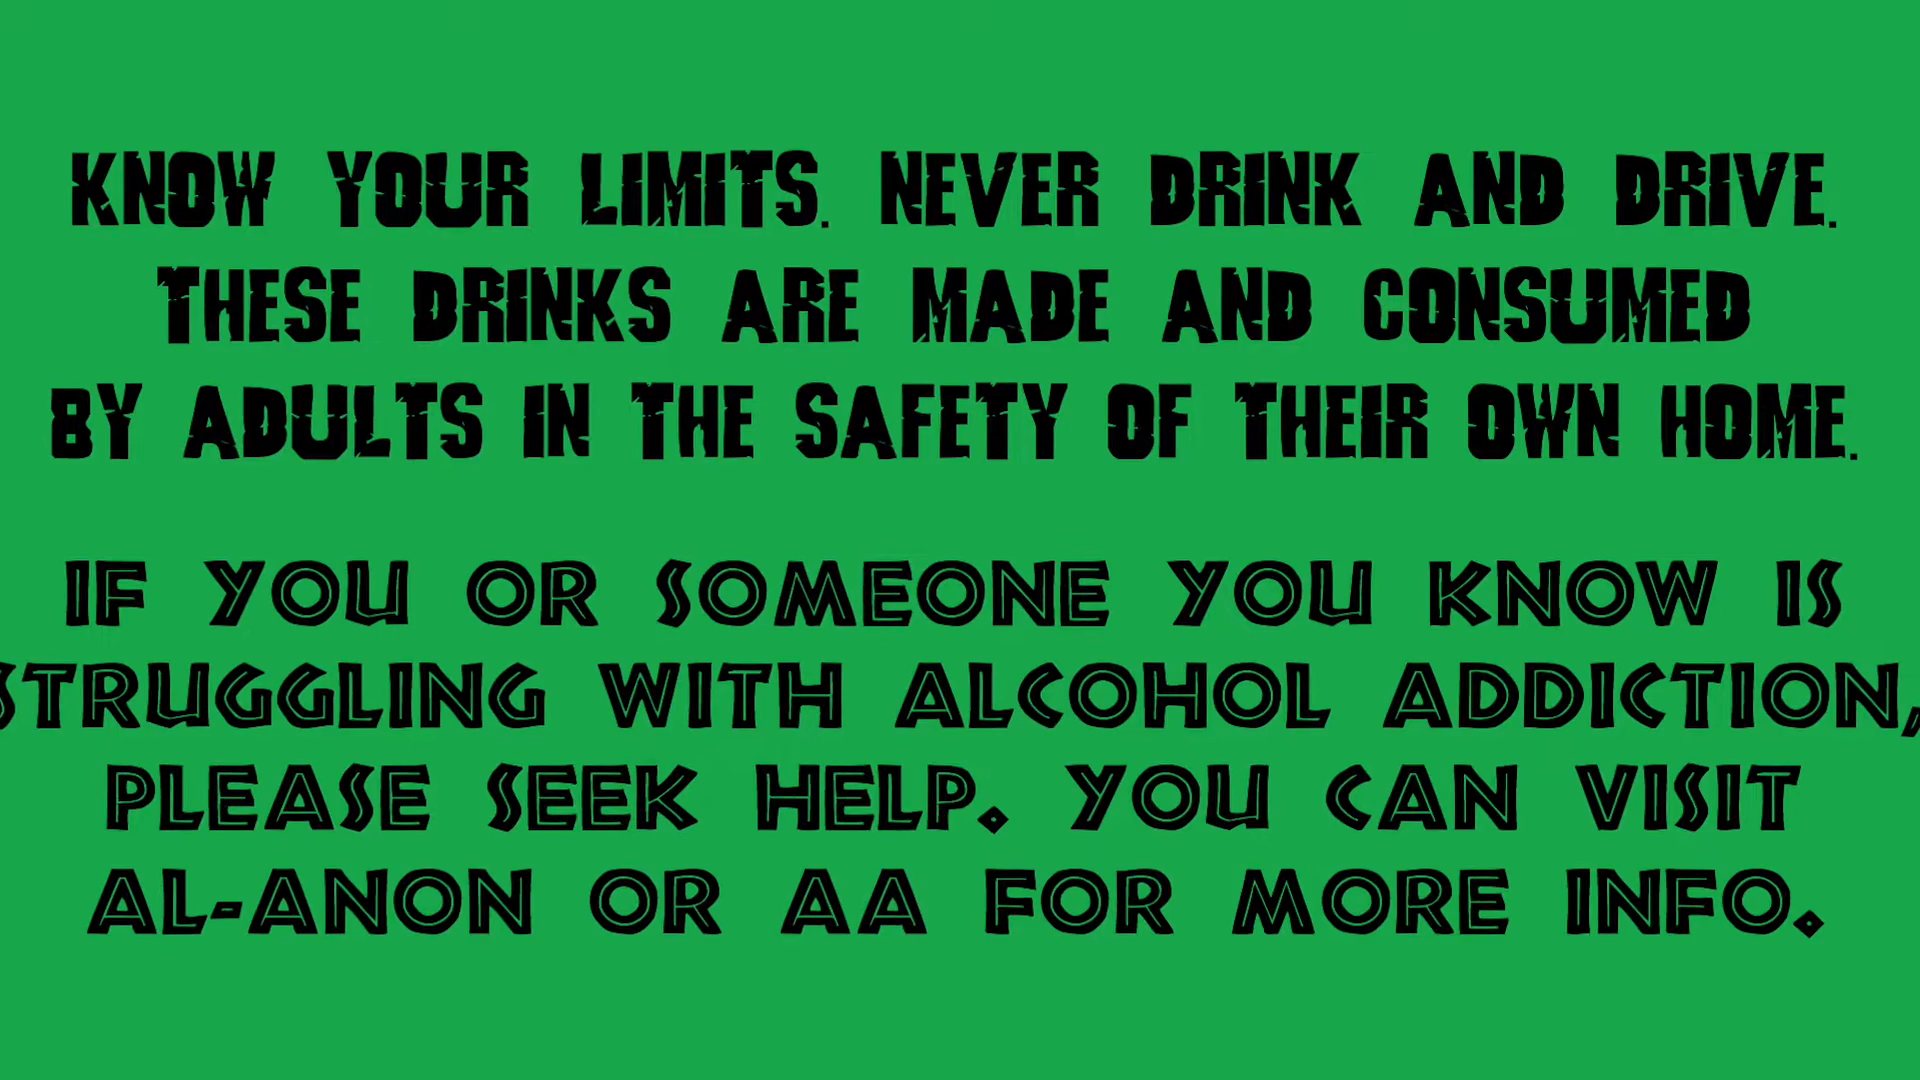 KNOW YOUR LIMITS. NEVER DRINK AND DRIVE.
THESE DRINKS ARE MADE AND CONSUMED
BY ADULTS IN THE SAFETY OF THEIR OWN HOME.
IF YOU OR SOMEONE YOU KNOW IS
STRUGGLING WITH ALCOHOL ADDICTION,
PLEASE SEEK HELP. YOU CAN VISIT
AL-ANON OR AA FOR MORE INFO.